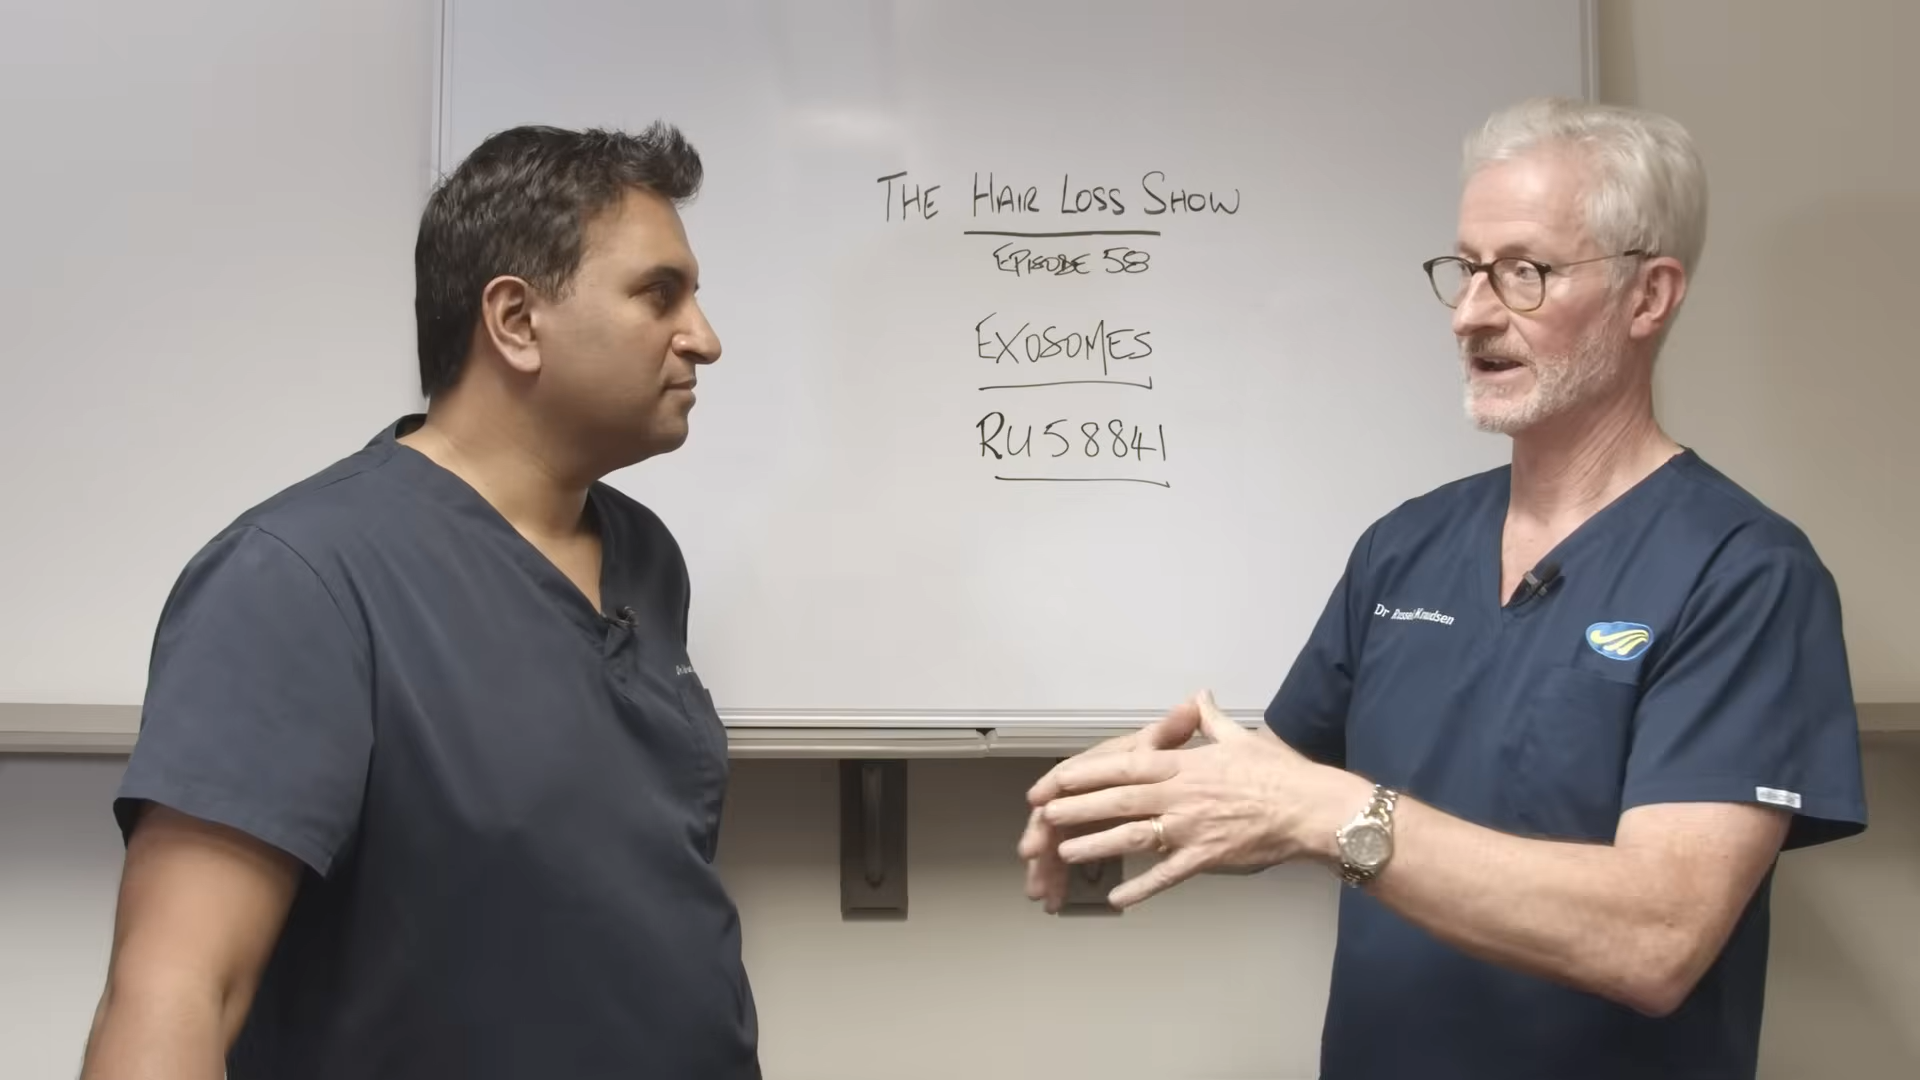 THE HAIR LOSS SHOW
EPISODE 58
EXOSOMES
RU58841
Dr Russell Knudsen